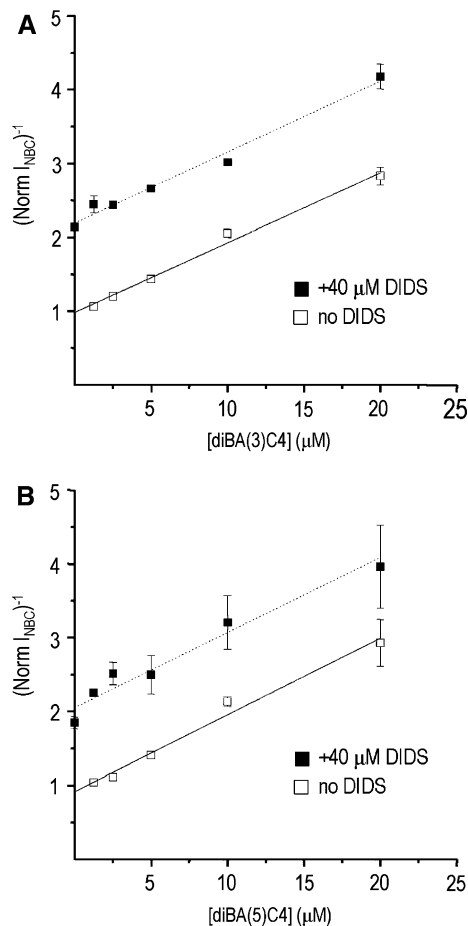 A
(Norm I_NBC)^-1
5
4
3
2
1
5
10
15
20
25
[diBA(3)C4] (μM)
■ +40 μM DIDS
□ no DIDS
B
(Norm I_NBC)^-1
5
4
3
2
1
5
10
15
20
25
[diBA(5)C4] (μM)
■ +40 μM DIDS
□ no DIDS